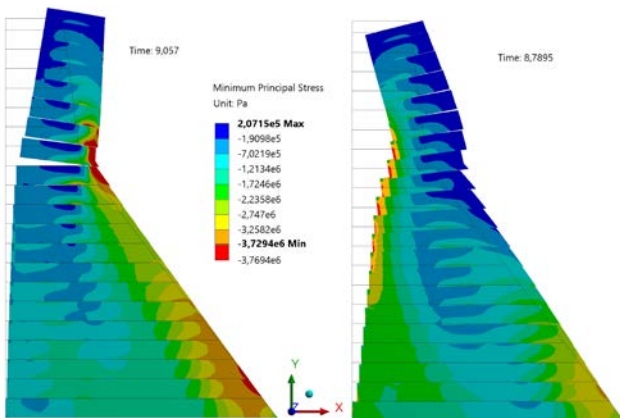 Time: 9,057
Time: 8,7895
Minimum Principal Stress
Unit: Pa
2,0715e5 Max
-1,9098e5
-7,0219e5
-1,2134e6
-1,7246e6
-2,2358e6
-2,747e6
-3,2582e6
-3,7294e6 Min
-3,7694e6
Y
Z
X